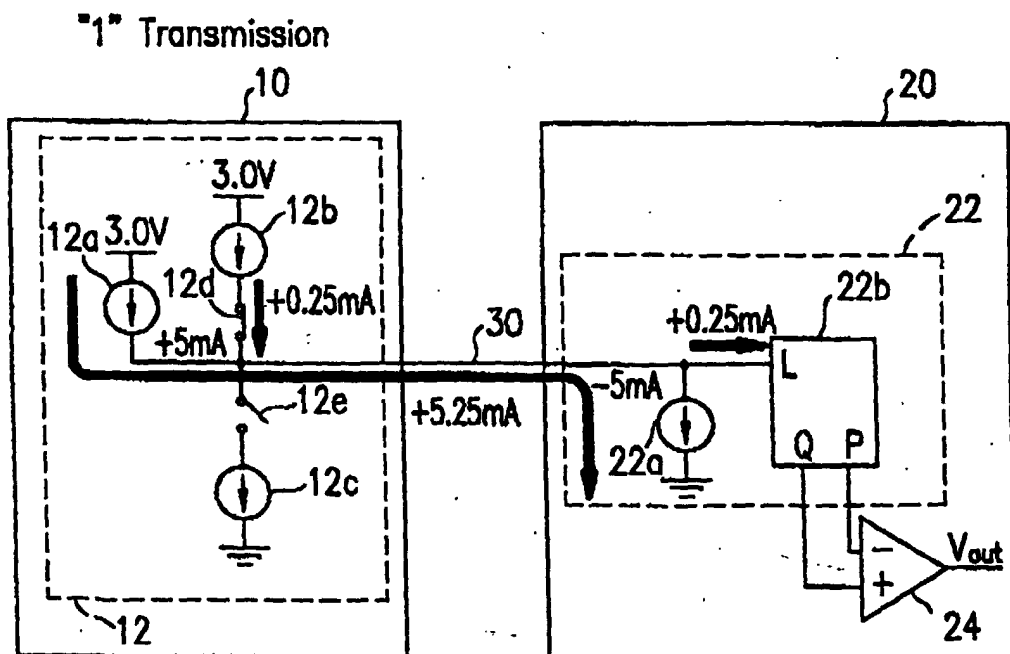 "1" Transmission
10
20
3.0V
12b
22
12a
3.0V
12d
+0.25mA
22b
+0.25mA
30
+5mA
L
-5mA
12e
+5.25mA
22a
Q P
12c
-
Vout
+
12
24